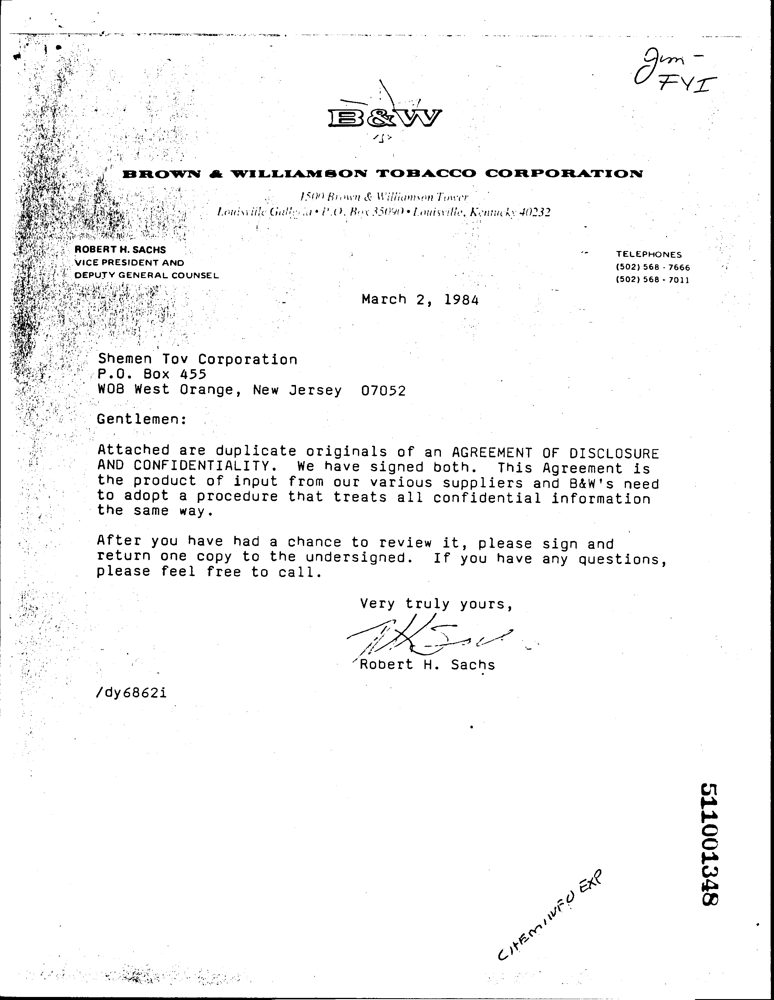 Jim -
FYI
B&W
BROWN & WILLIAMSON TOBACCO CORPORATION
1500 Brown & Williamson Tower
Louisville Galleria • P.O. Box 35090 • Louisville, Kentucky 40232
ROBERT H. SACHS
VICE PRESIDENT AND
DEPUTY GENERAL COUNSEL
TELEPHONES
(502) 568 - 7666
(502) 568 - 7011
March 2, 1984
Shemen Tov Corporation
P.O. Box 455
WOB West Orange, New Jersey 07052
Gentlemen:
Attached are duplicate originals of an AGREEMENT OF DISCLOSURE
AND CONFIDENTIALITY. We have signed both. This Agreement is
the product of input from our various suppliers and B&W's need
to adopt a procedure that treats all confidential information
the same way.
After you have had a chance to review it, please sign and
return one copy to the undersigned. If you have any questions,
please feel free to call.
Very truly yours,
Robert H. Sachs
/dy6862i
511001348
CHEM INFO EXP